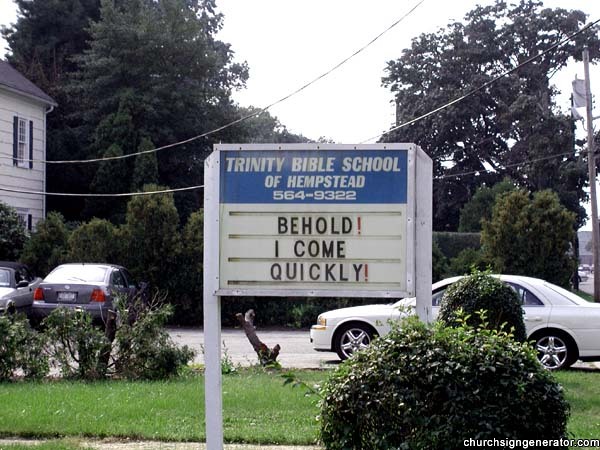 TRINITY BIBLE SCHOOL
OF HEMPSTEAD
564-9322
BEHOLD!
I COME
QUICKLY!
churchsigngenerator.com